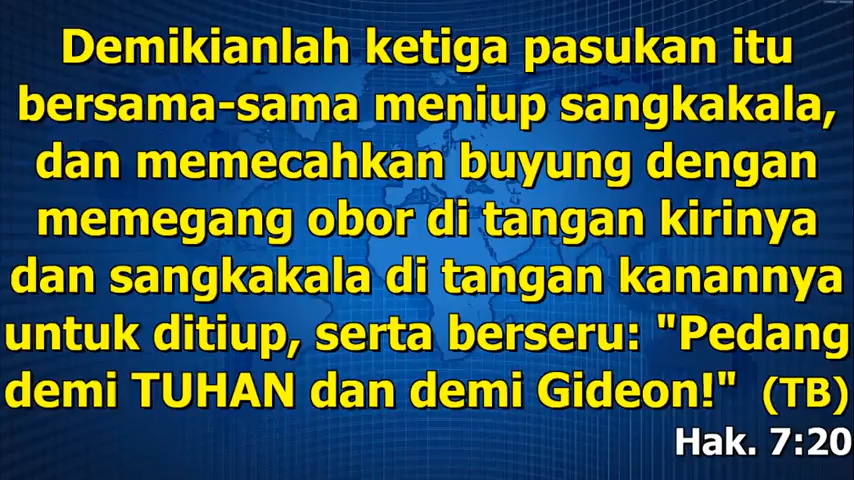 Demikianlah ketiga pasukan itu
bersama-sama meniup sangkakala,
dan memecahkan buyung dengan
memegang obor di tangan kirinya
dan sangkakala di tangan kanannya
untuk ditiup, serta berseru: "Pedang
demi TUHAN dan demi Gideon!" (TB)
Hak. 7:20